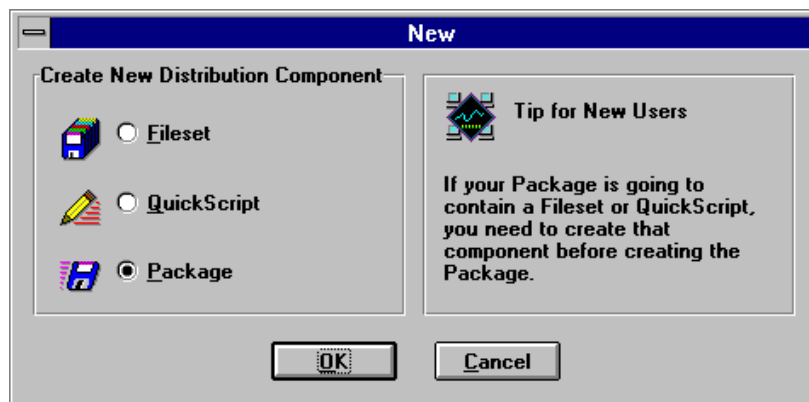 New
Create New Distribution Component
Fileset
QuickScript
Package
Tip for New Users
If your Package is going to
contain a Fileset or QuickScript,
you need to create that
component before creating the
Package.
OK
Cancel